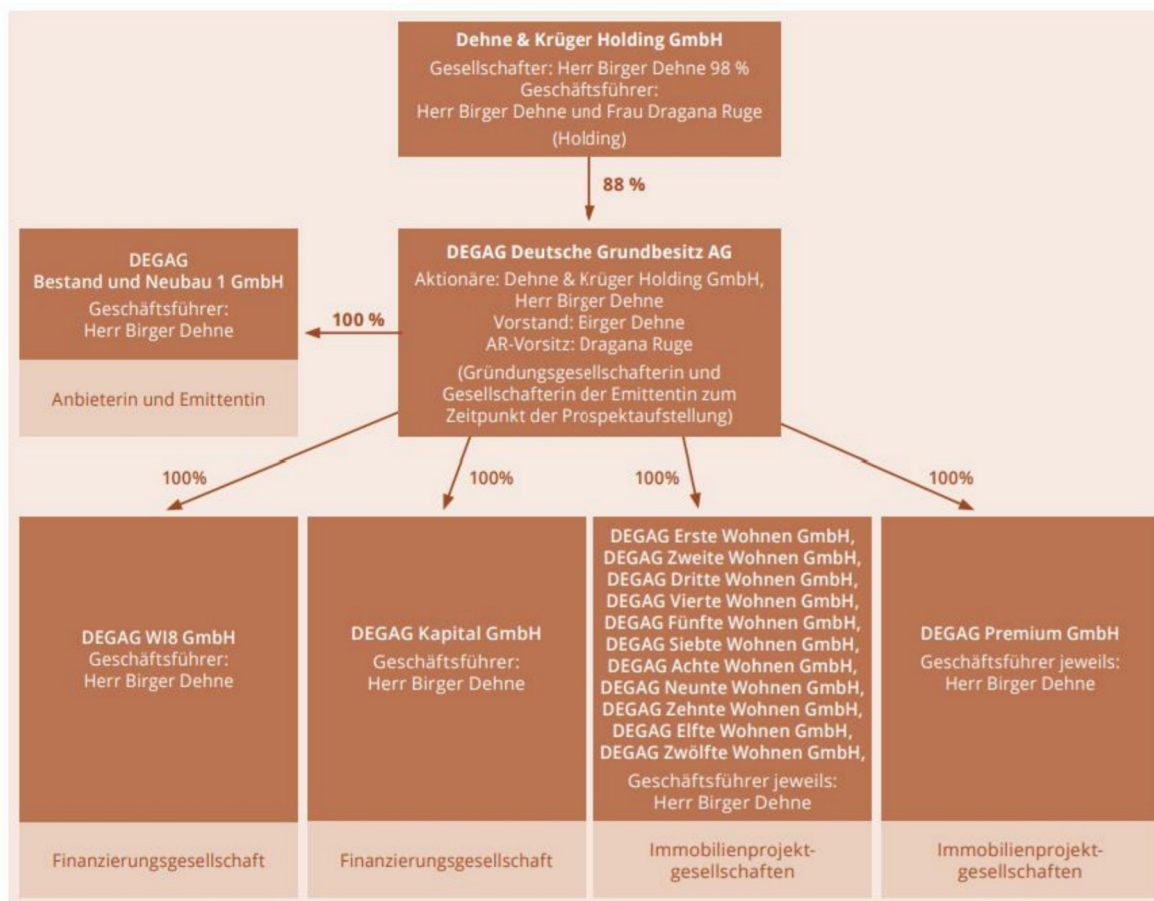 Dehne & Krüger Holding GmbH
Gesellschafter: Herr Birger Dehne 98 %
Geschäftsführer:
Herr Birger Dehne und Frau Dragana Ruge
(Holding)
88 %
DEGAG
Bestand und Neubau 1 GmbH
Geschäftsführer:
Herr Birger Dehne
Anbieterin und Emittentin
100 %
DEGAG Deutsche Grundbesitz AG
Aktionäre: Dehne & Krüger Holding GmbH,
Herr Birger Dehne
Vorstand: Birger Dehne
AR-Vorsitz: Dragana Ruge
(Gründungsgesellschafterin und
Gesellschafterin der Emittentin zum
Zeitpunkt der Prospektaufstellung)
100%
100%
100%
100%
DEGAG WI8 GmbH
Geschäftsführer:
Herr Birger Dehne
Finanzierungsgesellschaft
DEGAG Kapital GmbH
Geschäftsführer:
Herr Birger Dehne
Finanzierungsgesellschaft
DEGAG Erste Wohnen GmbH,
DEGAG Zweite Wohnen GmbH,
DEGAG Dritte Wohnen GmbH,
DEGAG Vierte Wohnen GmbH,
DEGAG Fünfte Wohnen GmbH,
DEGAG Siebte Wohnen GmbH,
DEGAG Achte Wohnen GmbH,
DEGAG Neunte Wohnen GmbH,
DEGAG Zehnte Wohnen GmbH,
DEGAG Elfte Wohnen GmbH,
DEGAG Zwölfte Wohnen GmbH,
Geschäftsführer jeweils:
Herr Birger Dehne
Immobilienprojekt-
gesellschaften
DEGAG Premium GmbH
Geschäftsführer jeweils:
Herr Birger Dehne
Immobilienprojekt-
gesellschaften